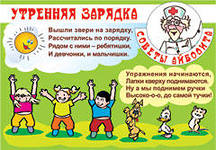 УТРЕННЯЯ ЗАРЯДКА
СОВЕТЫ АЙБОЛИТА
Вышли звери на зарядку,
Рассчитались по порядку.
Рядом с ними – ребятишки,
И девчонки, и мальчишки.
Упражнения начинаются,
Лапки кверху поднимаются.
Ну а мы поднимем ручки
Высоко-о-о, до самой тучки!